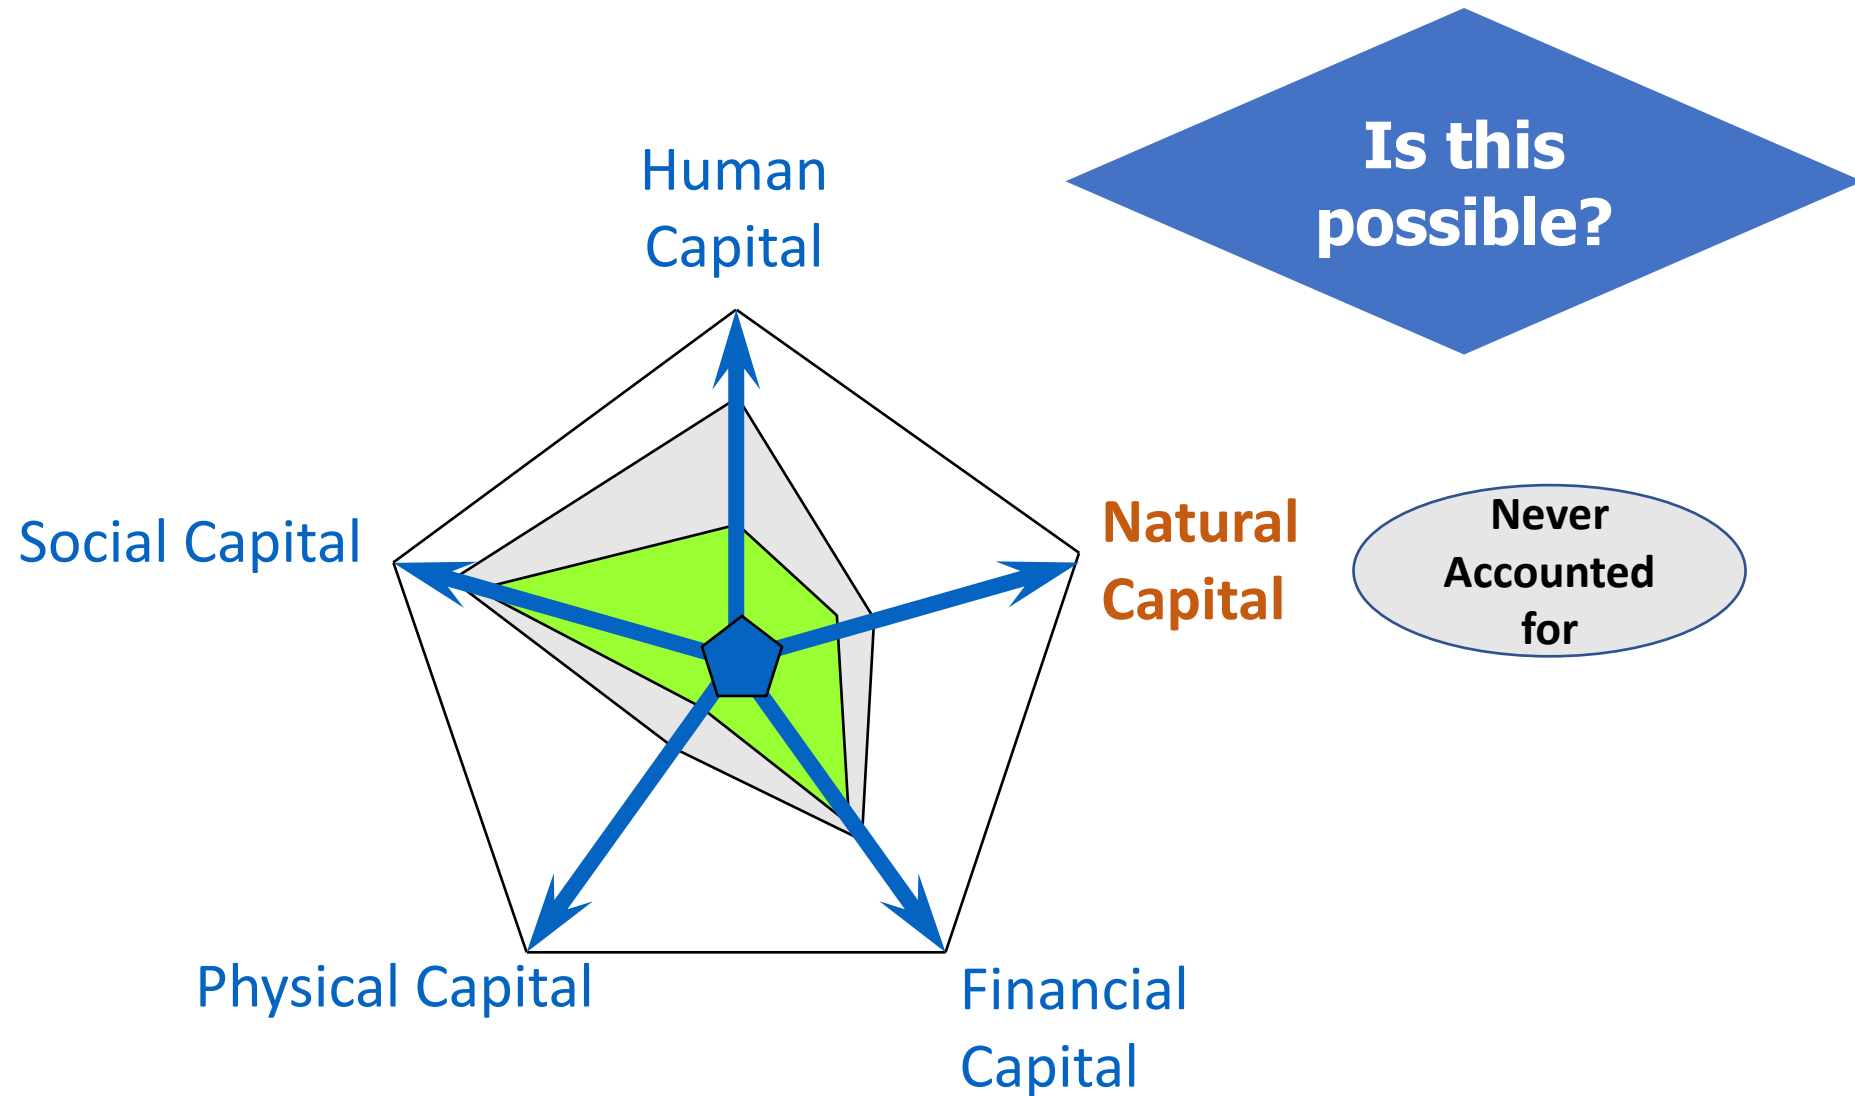 Is this
possible?
Human
Capital
Natural
Capital
Never
Accounted
for
Social Capital
Physical Capital
Financial
Capital